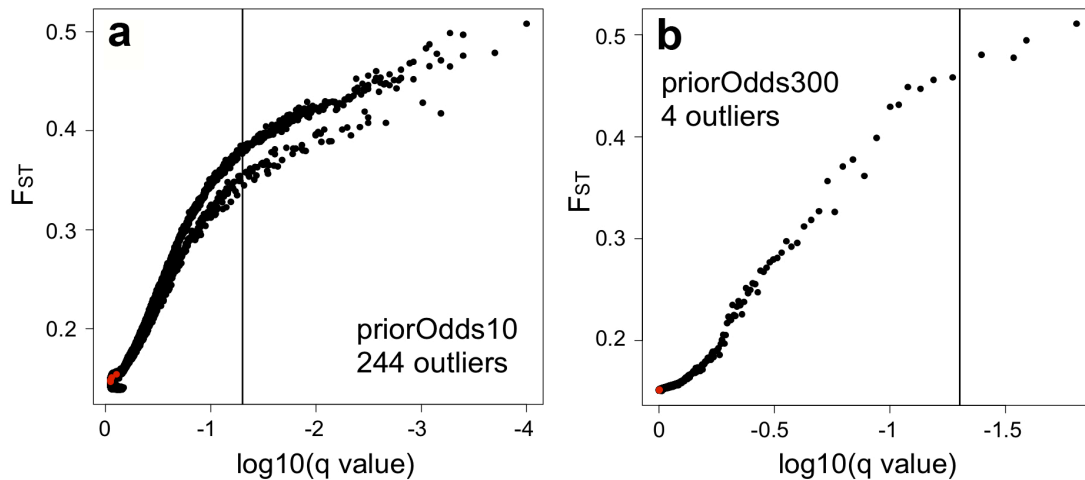 a
0.5
0.4
0.3
0.2
FST
priorOdds10
244 outliers
0
-1
-2
-3
-4
log10(q value)
b
priorOdds300
4 outliers
0.5
0.4
0.3
0.2
FST
0
-0.5
-1
-1.5
log10(q value)